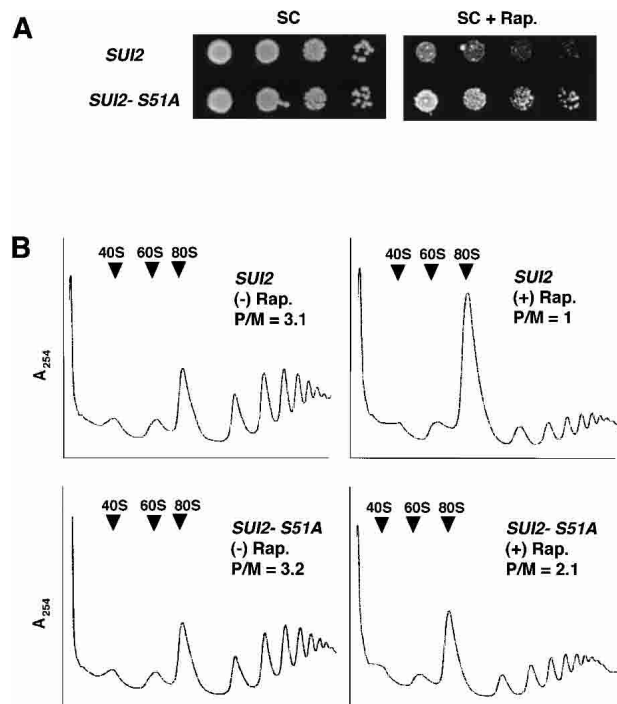 A
SC
SC + Rap.
SUI2
SUI2- S51A
B
40S 60S 80S
SUI2
(-) Rap.
P/M = 3.1
A254
40S 60S 80S
SUI2
(+) Rap.
P/M = 1
40S 60S 80S
SUI2- S51A
(-) Rap.
P/M = 3.2
A254
40S 60S 80S
SUI2- S51A
(+) Rap.
P/M = 2.1